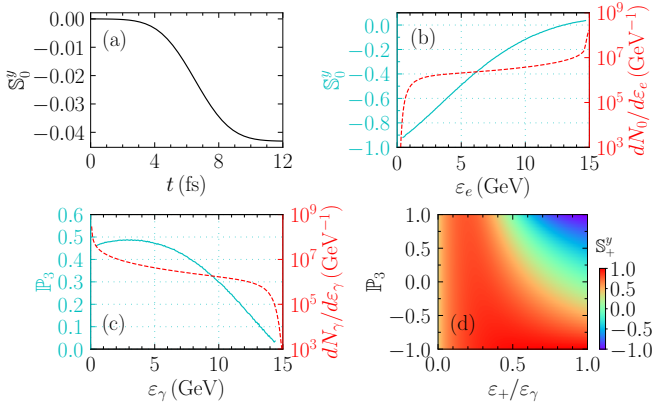 0.00
−0.01
−0.02
−0.03
−0.04
𝕊₀ʸ
(a)
0 4 8 12
t (fs)
0.0
−0.2
−0.4
−0.6
−0.8
−1.0
𝕊₀ʸ
(b)
10⁹
10⁷
10⁵
10³
dN₀/dεₑ (GeV⁻¹)
0 5 10 15
εₑ (GeV)
0.6
0.5
0.4
0.3
0.2
0.1
0.0
ℙ₃
(c)
10⁹
10⁷
10⁵
10³
dNᵧ/dεᵧ (GeV⁻¹)
0 5 10 15
εᵧ (GeV)
1.0
0.5
0.0
−0.5
−1.0
ℙ₃
(d)
0.0 0.5 1.0
ε₊/εᵧ
𝕊₊ʸ
1.0
0.5
0.0
−0.5
−1.0